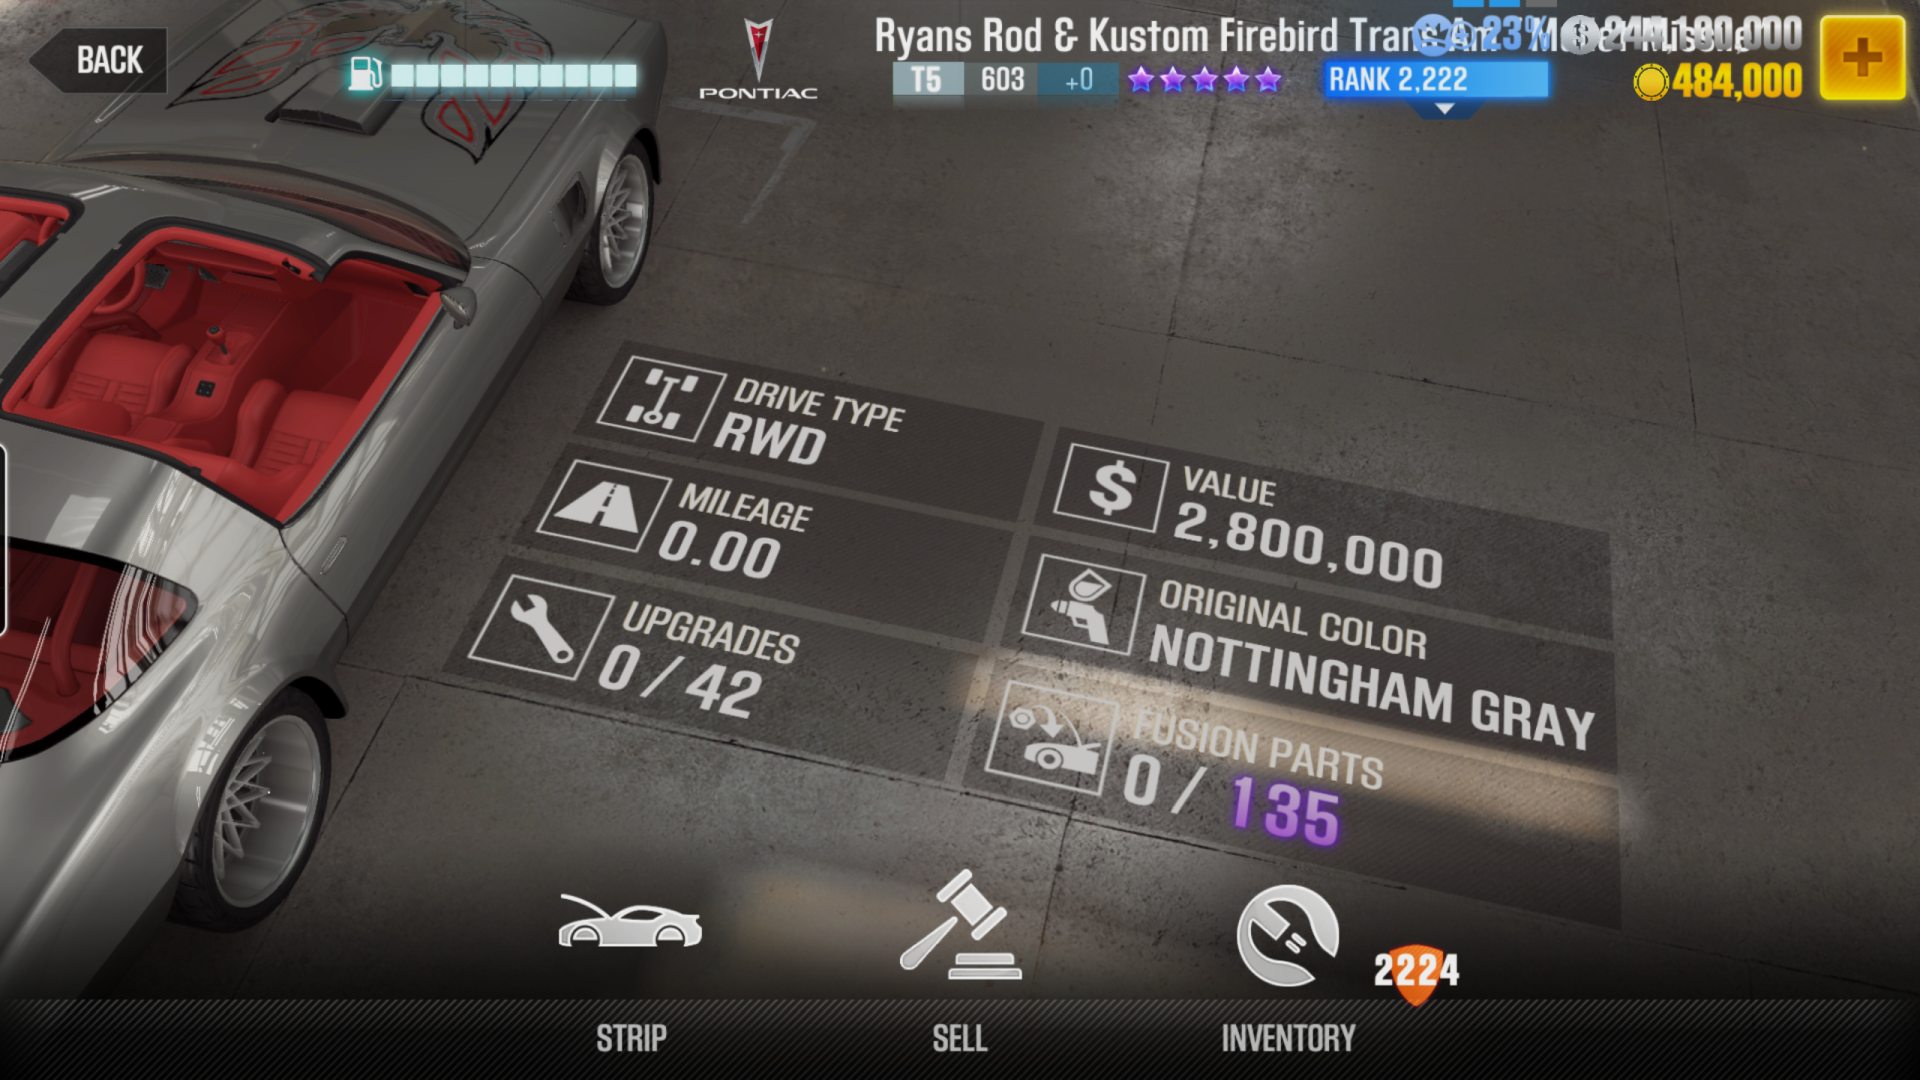 BACK
PONTIAC
Ryans Rod & Kustom Firebird Trans Am
T5 603 +0
RANK 2,222
23%
484,000
DRIVE TYPE
RWD
MILEAGE
0.00
UPGRADES
0 / 42
VALUE
2,800,000
ORIGINAL COLOR
NOTTINGHAM GRAY
FUSION PARTS
0 / 135
2224
STRIP
SELL
INVENTORY